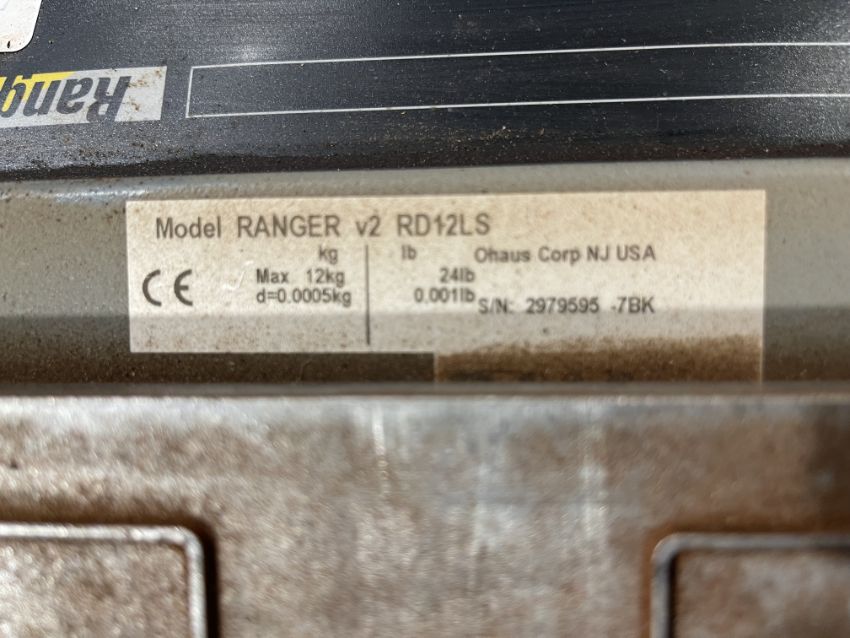 Rang
Model RANGER v2 RD12LS
kg lb Ohaus Corp NJ USA
CE Max 12kg 24lb
d=0.0005kg 0.001lb S/N: 2979595 -7BK